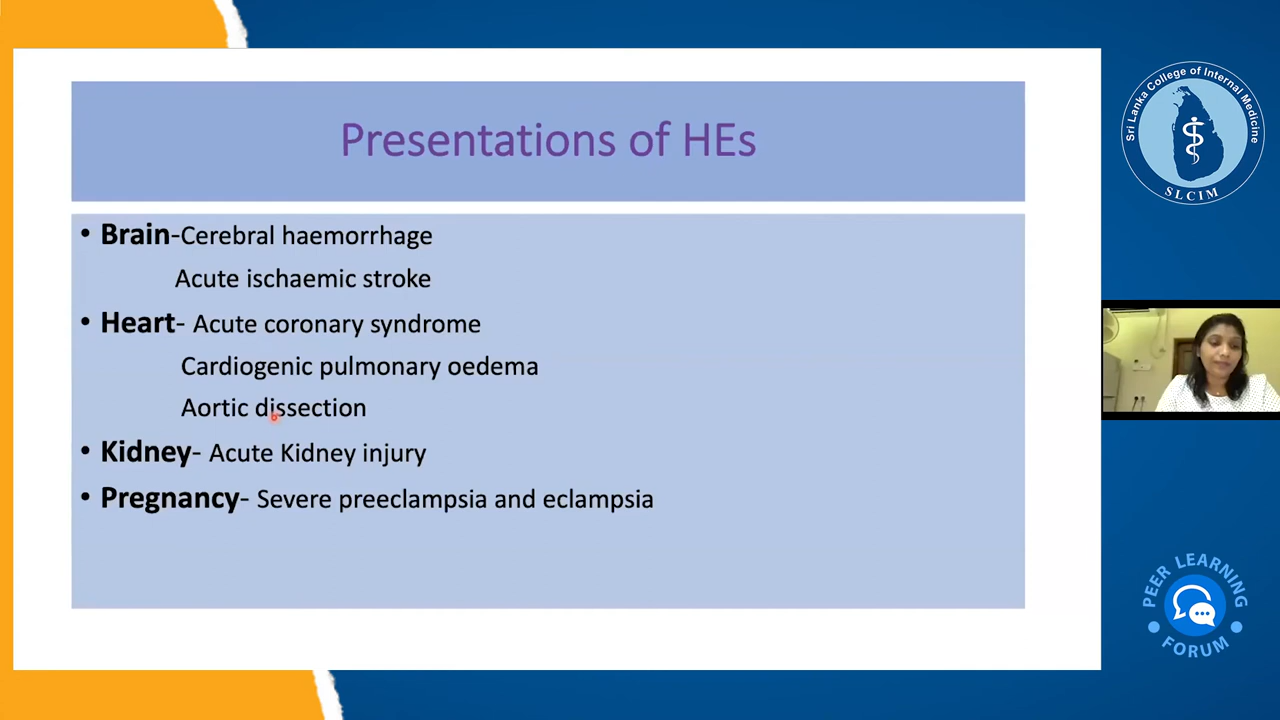 Presentations of HEs
• Brain-Cerebral haemorrhage
Acute ischaemic stroke
• Heart- Acute coronary syndrome
Cardiogenic pulmonary oedema
Aortic dissection
• Kidney- Acute Kidney injury
• Pregnancy- Severe preeclampsia and eclampsia
Sri Lanka College of Internal Medicine
SLCIM
PEER LEARNING
FORUM